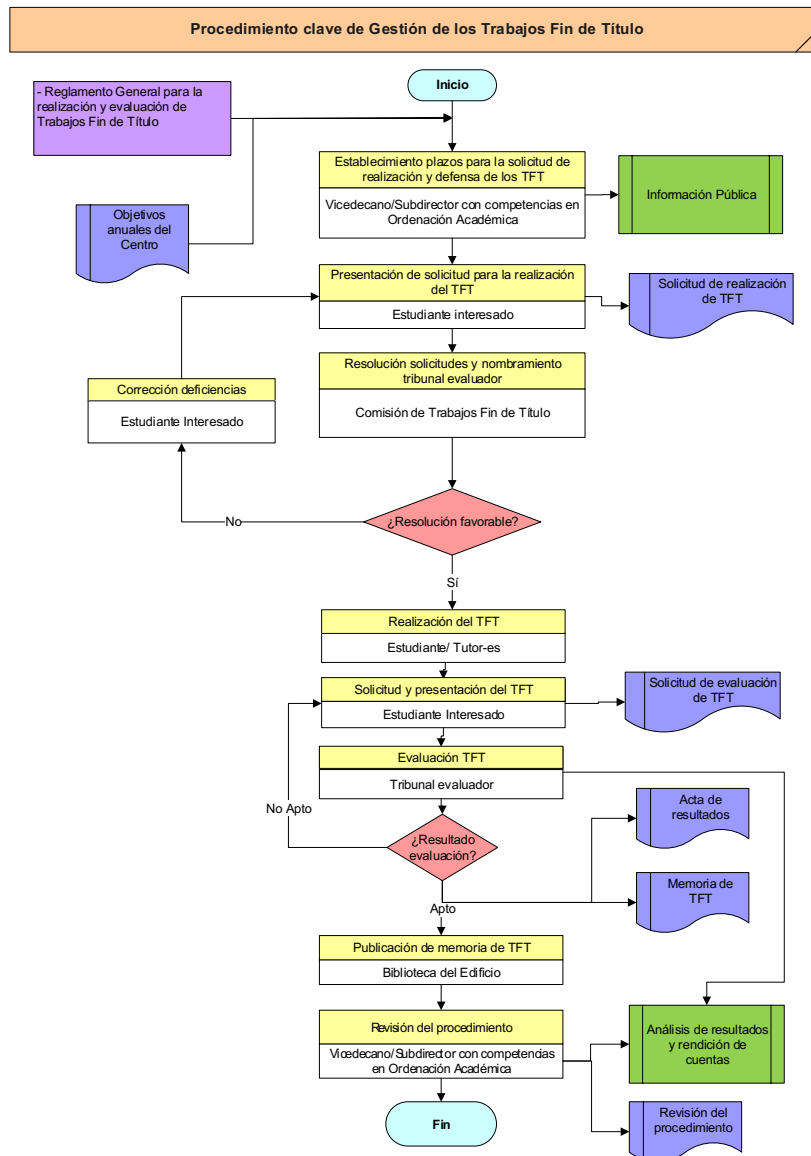 Procedimiento clave de Gestión de los Trabajos Fin de Título
Inicio
- Reglamento General para la
realización y evaluación de
Trabajos Fin de Título
Establecimiento plazos para la solicitud de
realización y defensa de los TFT
Vicedecano/Subdirector con competencias en
Ordenación Académica
Información Pública
Objetivos
anuales del
Centro
Presentación de solicitud para la realización
del TFT
Estudiante interesado
Solicitud de realización
de TFT
Resolución solicitudes y nombramiento
tribunal evaluador
Comisión de Trabajos Fin de Título
Corrección deficiencias
Estudiante Interesado
No
¿Resolución favorable?
Sí
Realización del TFT
Estudiante/ Tutor-es
Solicitud y presentación del TFT
Estudiante Interesado
Solicitud de evaluación
de TFT
Evaluación TFT
Tribunal evaluador
No Apto
¿Resultado
evaluación?
Acta de
resultados
Memoria de
TFT
Apto
Publicación de memoria de TFT
Biblioteca del Edificio
Revisión del procedimiento
Vicedecano/Subdirector con competencias
en Ordenación Académica
Análisis de resultados
y rendición de
cuentas
Fin
Revisión del
procedimiento